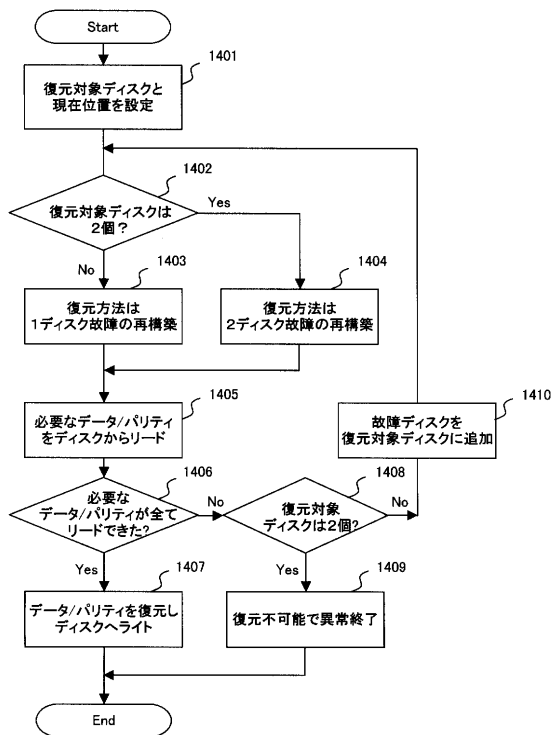 Start
1401
復元対象ディスクと
現在位置を設定
1402
復元対象ディスクは
2個？
Yes
No
1403
復元方法は
1ディスク故障の再構築
1404
復元方法は
2ディスク故障の再構築
1405
必要なデータ/パリティ
をディスクからリード
1410
故障ディスクを
復元対象ディスクに追加
1406
必要な
データ/パリティが全て
リードできた?
No
Yes
1408
復元対象
ディスクは2個?
No
Yes
1407
データ/パリティを復元し
ディスクへライト
1409
復元不可能で異常終了
End